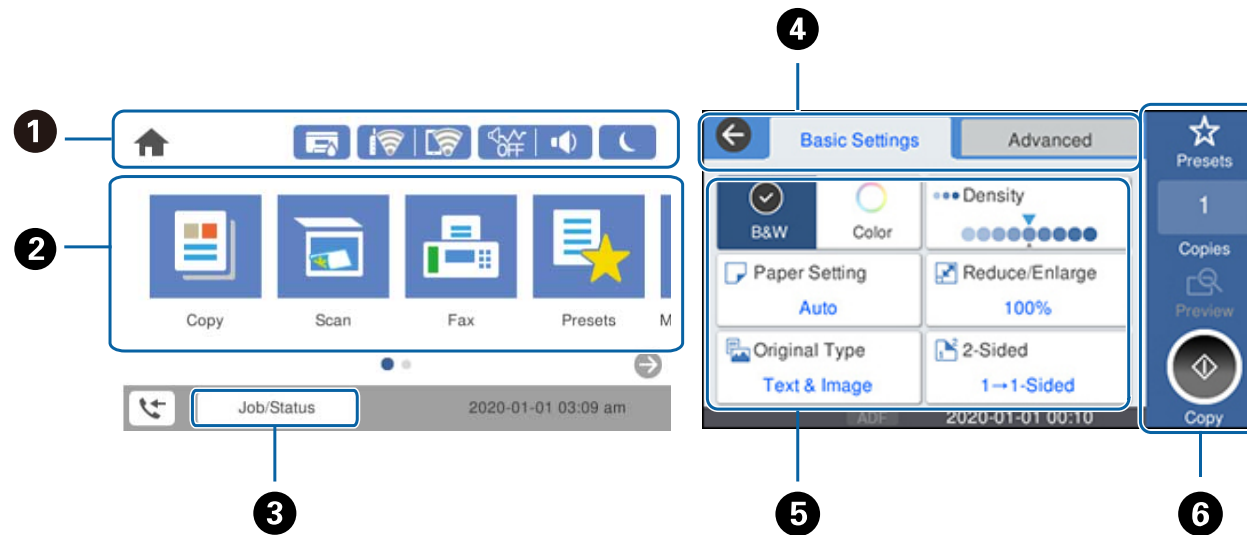 4
1
OFF
Basic Settings
Advanced
Presets
B&W
Color
Density
1
Copies
2
Paper Setting
Auto
Reduce/Enlarge
100%
Preview
Copy
Scan
Fax
Presets
M
Original Type
Text & Image
2-Sided
1→1-Sided
Job/Status
2020-01-01 03:09 am
ADF
2020-01-01 00:10
Copy
3
5
6